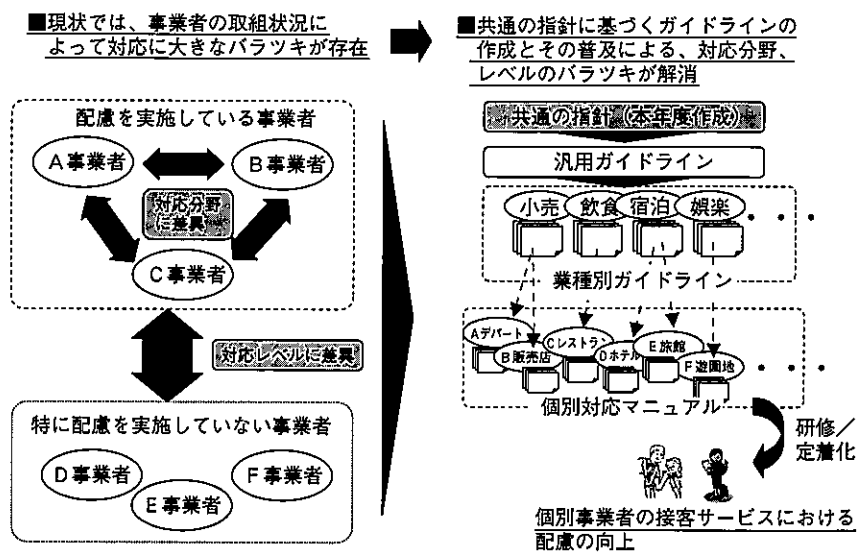 ■現状では、事業者の取組状況に
よって対応に大きなバラツキが存在
配慮を実施している事業者
A事業者
B事業者
対応分野
に差異
C事業者
対応レベルに差異
特に配慮を実施していない事業者
D事業者
E事業者
F事業者
■共通の指針に基づくガイドラインの
作成とその普及による、対応分野、
レベルのバラツキが解消
共通の指針（本年度作成）
汎用ガイドライン
小売
飲食
宿泊
娯楽
・・・
業種別ガイドライン
Aデパート
B販売店
Cレストラン
Dホテル
E旅館
F遊園地
・・・
個別対応マニュアル
研修／
定着化
個別事業者の接客サービスにおける
配慮の向上